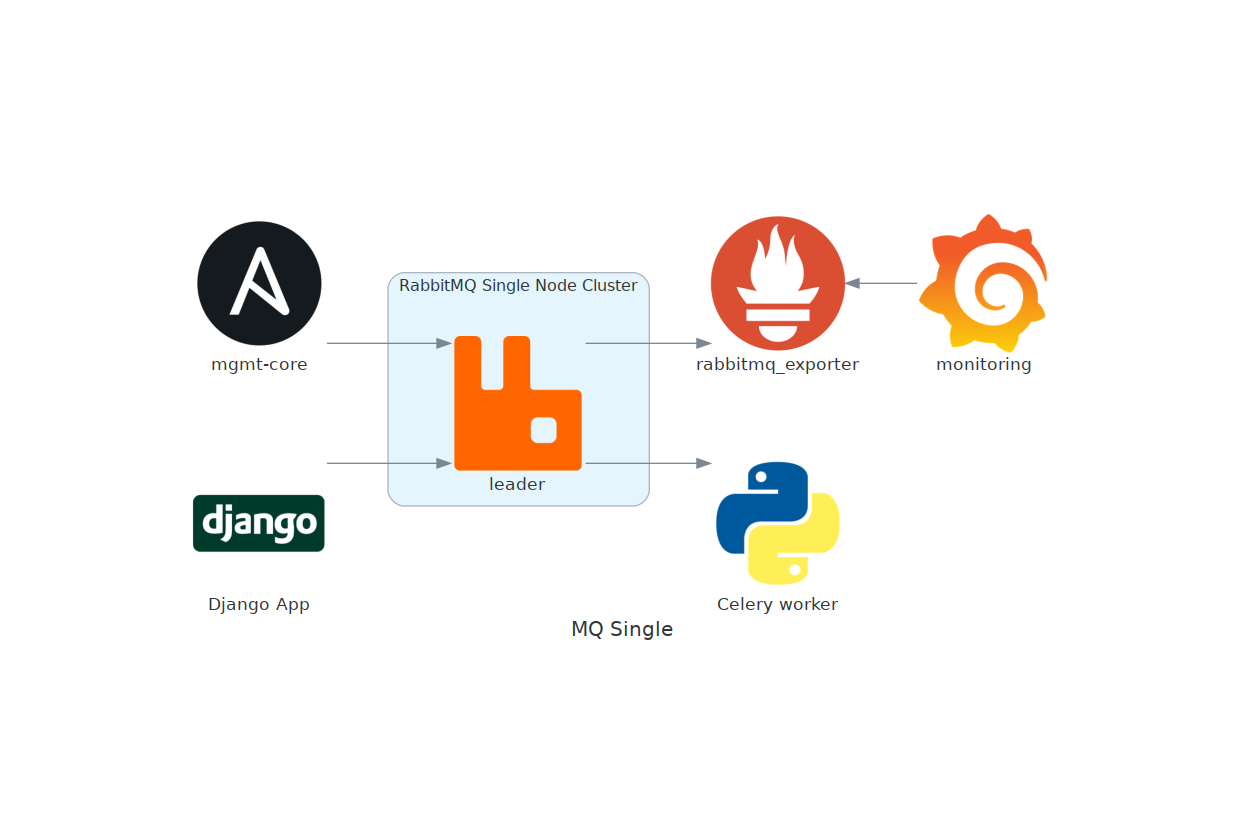 RabbitMQ Single Node Cluster
mgmt-core
rabbitmq_exporter
monitoring
leader
django
Django App
Celery worker
MQ Single